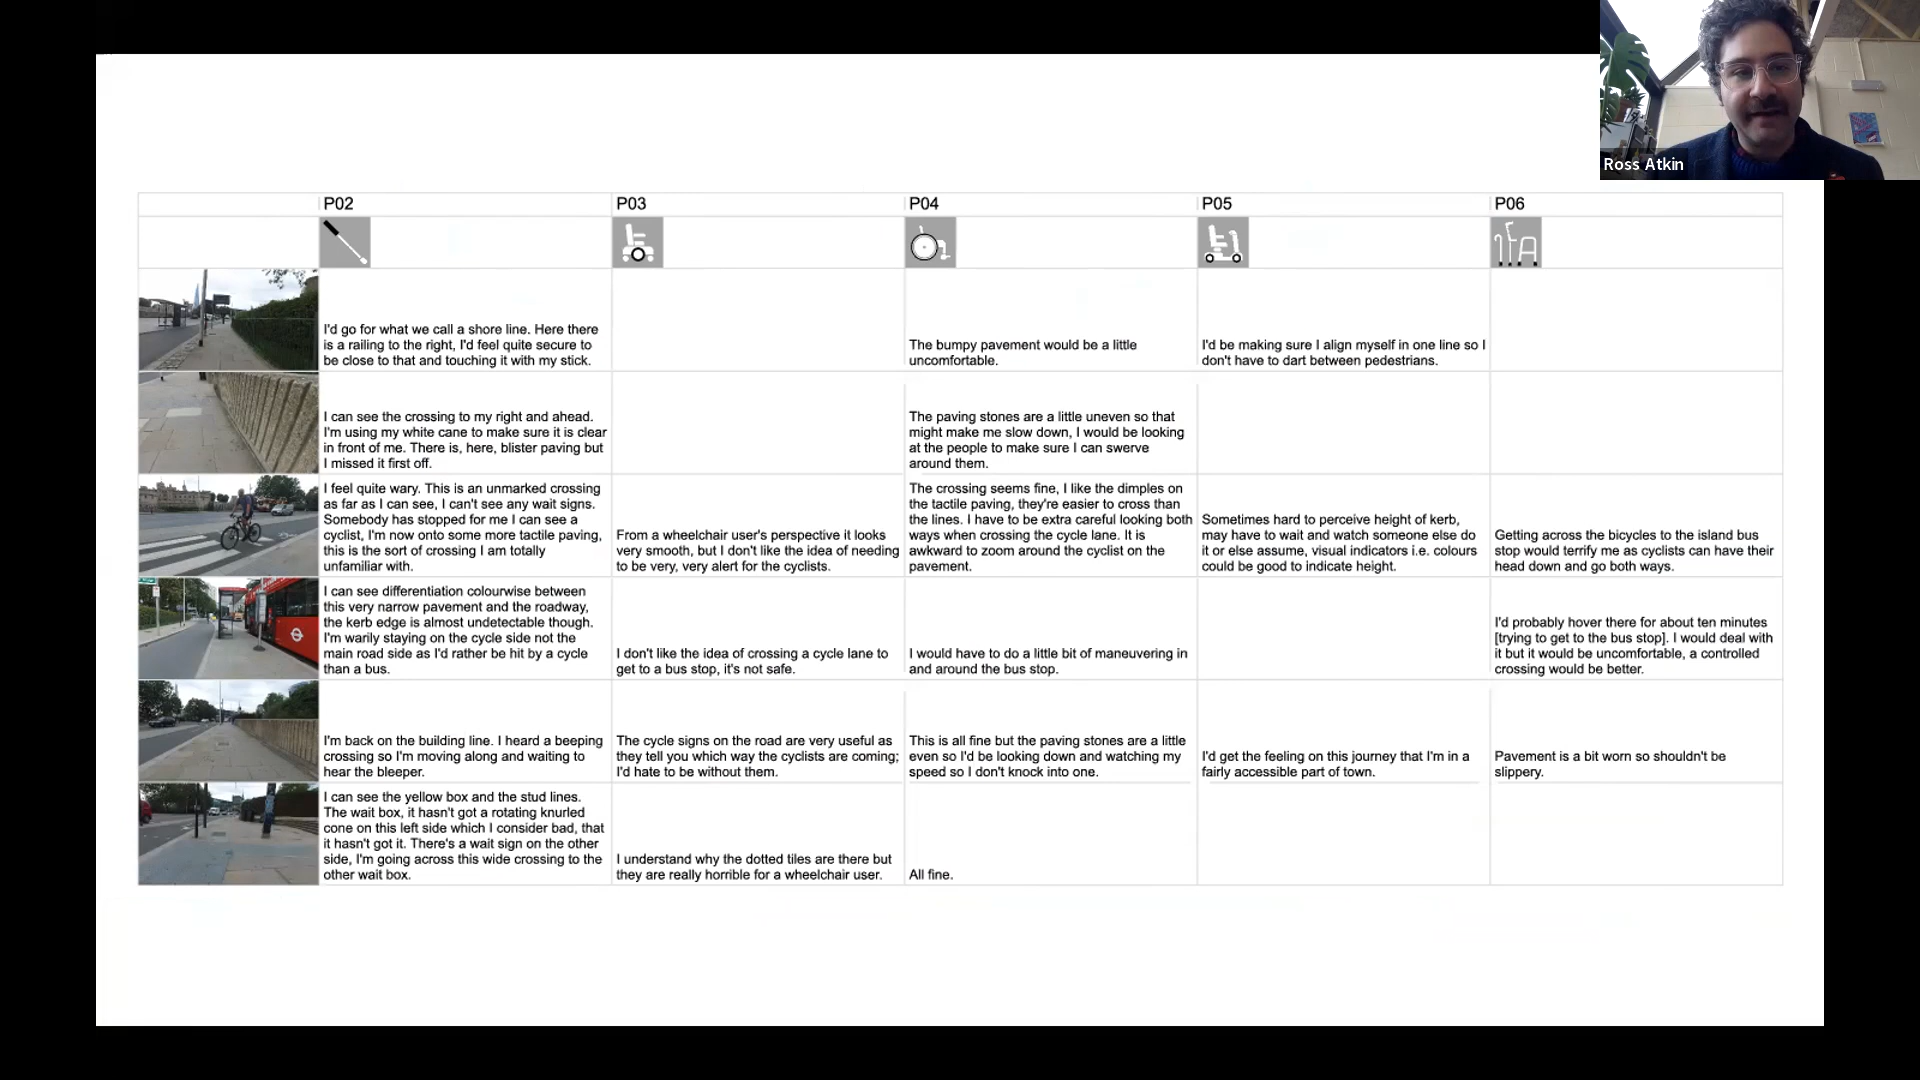 Ross Atkin
P02
P03
P04
P05
P06
I'd go for what we call a shore line. Here there
is a railing to the right, I'd feel quite secure to
be close to that and touching it with my stick.
The bumpy pavement would be a little
uncomfortable.
I'd be making sure I align myself in one line so I
don't have to dart between pedestrians.
I can see the crossing to my right and ahead.
I'm using my white cane to make sure it is clear
in front of me. There is, here, blister paving but
I missed it first off.
The paving stones are a little uneven so that
might make me slow down, I would be looking
at the people to make sure I can swerve
around them.
I feel quite wary. This is an unmarked crossing
as far as I can see, I can't see any wait signs.
Somebody has stopped for me I can see a
cyclist, I'm now onto some more tactile paving,
this is the sort of crossing I am totally
unfamiliar with.
From a wheelchair user's perspective it looks
very smooth, but I don't like the idea of needing
to be very, very alert for the cyclists.
The crossing seems fine, I like the dimples on
the tactile paving, they're easier to cross than
the lines. I have to be extra careful looking both
ways when crossing the cycle lane. It is
awkward to zoom around the cyclist on the
pavement.
Sometimes hard to perceive height of kerb,
may have to wait and watch someone else do
it or else assume, visual indicators i.e. colours
could be good to indicate height.
Getting across the bicycles to the island bus
stop would terrify me as cyclists can have their
head down and go both ways.
I can see differentiation colourwise between
this very narrow pavement and the roadway,
the kerb edge is almost undetectable though.
I'm warily staying on the cycle side not the
main road side as I'd rather be hit by a cycle
than a bus.
I don't like the idea of crossing a cycle lane to
get to a bus stop, it's not safe.
I would have to do a little bit of maneuvering in
and around the bus stop.
I'd probably hover there for about ten minutes
[trying to get to the bus stop]. I would deal with
it but it would be uncomfortable, a controlled
crossing would be better.
I'm back on the building line. I heard a beeping
crossing so I'm moving along and waiting to
hear the bleeper.
The cycle signs on the road are very useful as
they tell you which way the cyclists are coming;
I'd hate to be without them.
This is all fine but the paving stones are a little
even so I'd be looking down and watching my
speed so I don't knock into one.
I'd get the feeling on this journey that I'm in a
fairly accessible part of town.
Pavement is a bit worn so shouldn't be
slippery.
I can see the yellow box and the stud lines.
The wait box, it hasn't got a rotating knurled
cone on this left side which I consider bad, that
it hasn't got it. There's a wait sign on the other
side, I'm going across this wide crossing to the
other wait box.
I understand why the dotted tiles are there but
they are really horrible for a wheelchair user.
All fine.